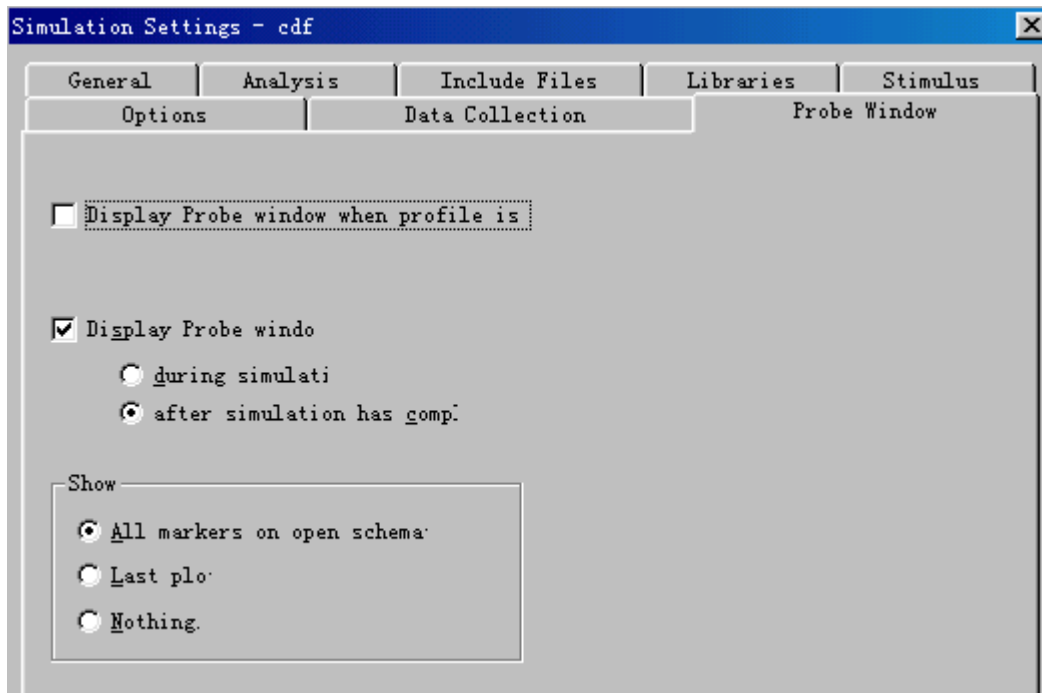 Simulation Settings - cdf
General Analysis Include Files Libraries Stimulus
Options Data Collection Probe Window
Display Probe window when profile is
Display Probe windo
during simulati
after simulation has comp
Show
All markers on open schema
Last plo
Nothing.